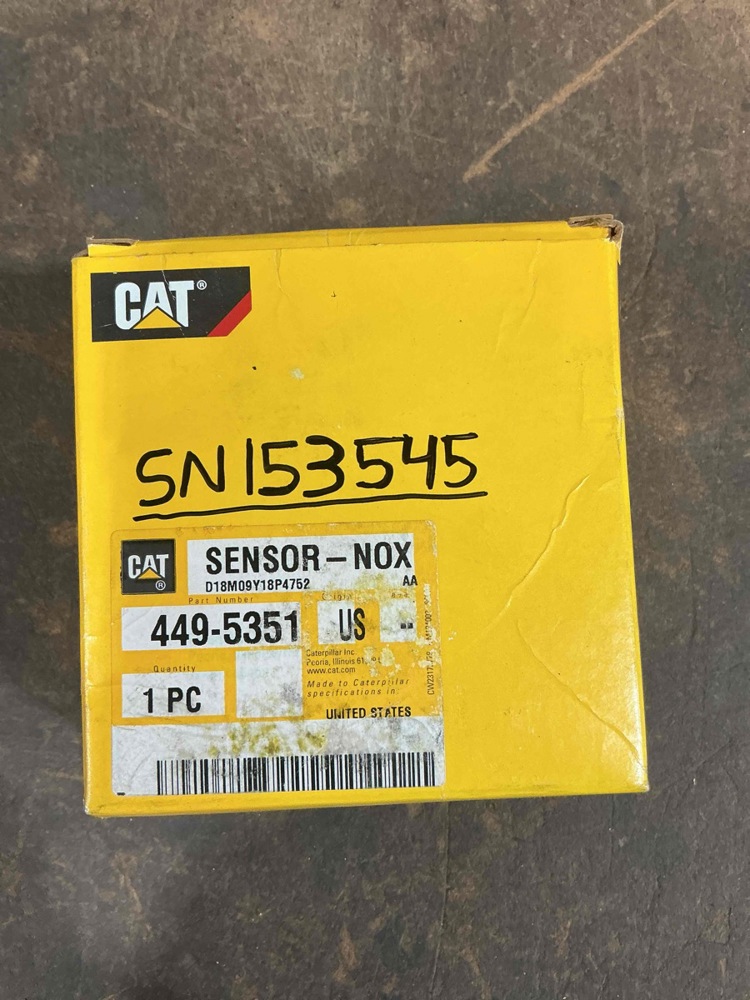 CAT®
SN153545
CAT®
SENSOR-NOX
D18M09Y18P4752 AA
Part Number
449-5351 US --
Caterpillar Inc
Peoria, Illinois
www.cat.com
Quantity
Made to Caterpillar
specifications in:
1 PC
UNITED STATES